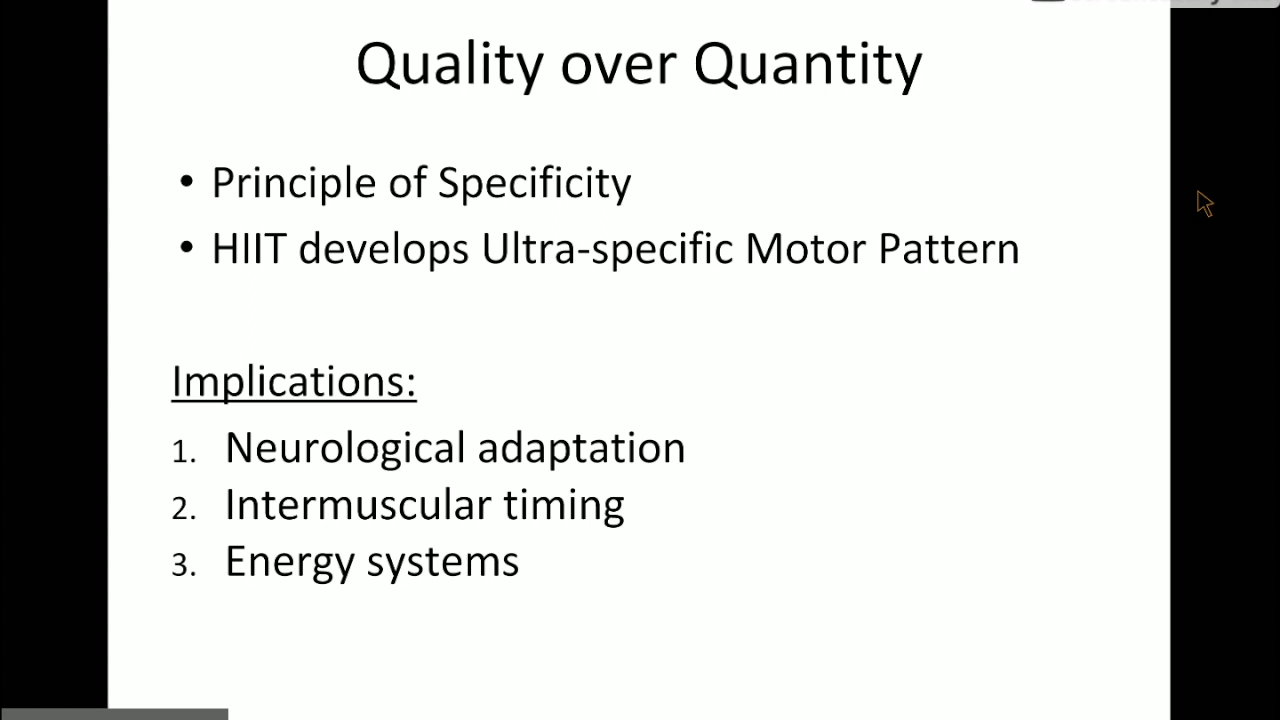 Quality over Quantity
• Principle of Specificity
• HIIT develops Ultra-specific Motor Pattern
Implications:
1. Neurological adaptation
2. Intermuscular timing
3. Energy systems